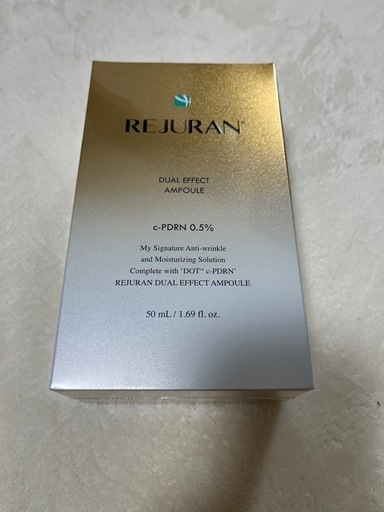 REJURAN®
DUAL EFFECT
AMPOULE
c-PDRN 0.5%
My Signature Anti-wrinkle
and Moisturizing Solution
Complete with 'DOT™ c-PDRN'
REJURAN DUAL EFFECT AMPOULE
50 mL / 1.69 fl. oz.